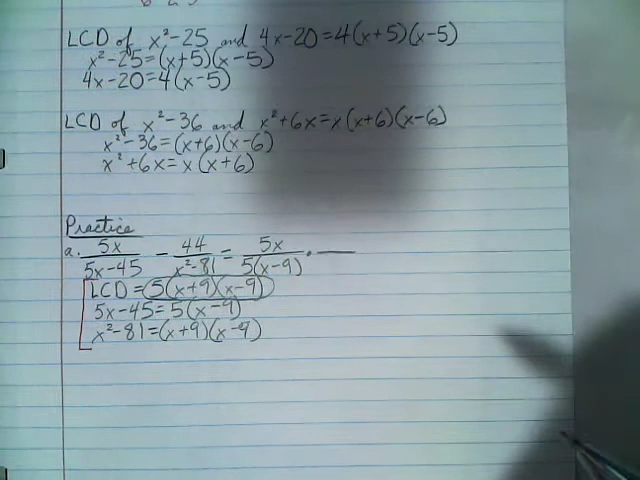 LCD of x²-25 and 4x-20=4(x+5)(x-5)
x²-25=(x+5)(x-5)
4x-20=4(x-5)
LCD of x²-36 and x²+6x=x(x+6)(x-6)
x²-36=(x+6)(x-6)
x²+6x=x(x+6)
Practice
a. 5x/(5x-45) - 44/(x²-81) = 5x/(5(x-9)) · —
LCD=5(x+9)(x-9)
5x-45=5(x-9)
x²-81=(x+9)(x-9)